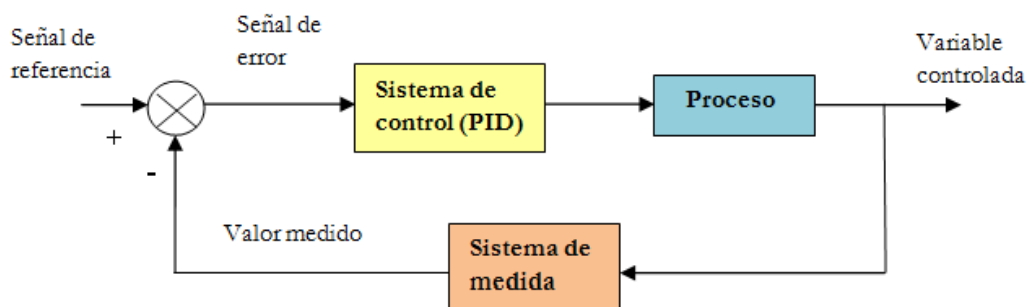 Señal de
referencia
Señal de
error
Variable
controlada
Sistema de
control (PID)
Proceso
+
-
Valor medido
Sistema de
medida